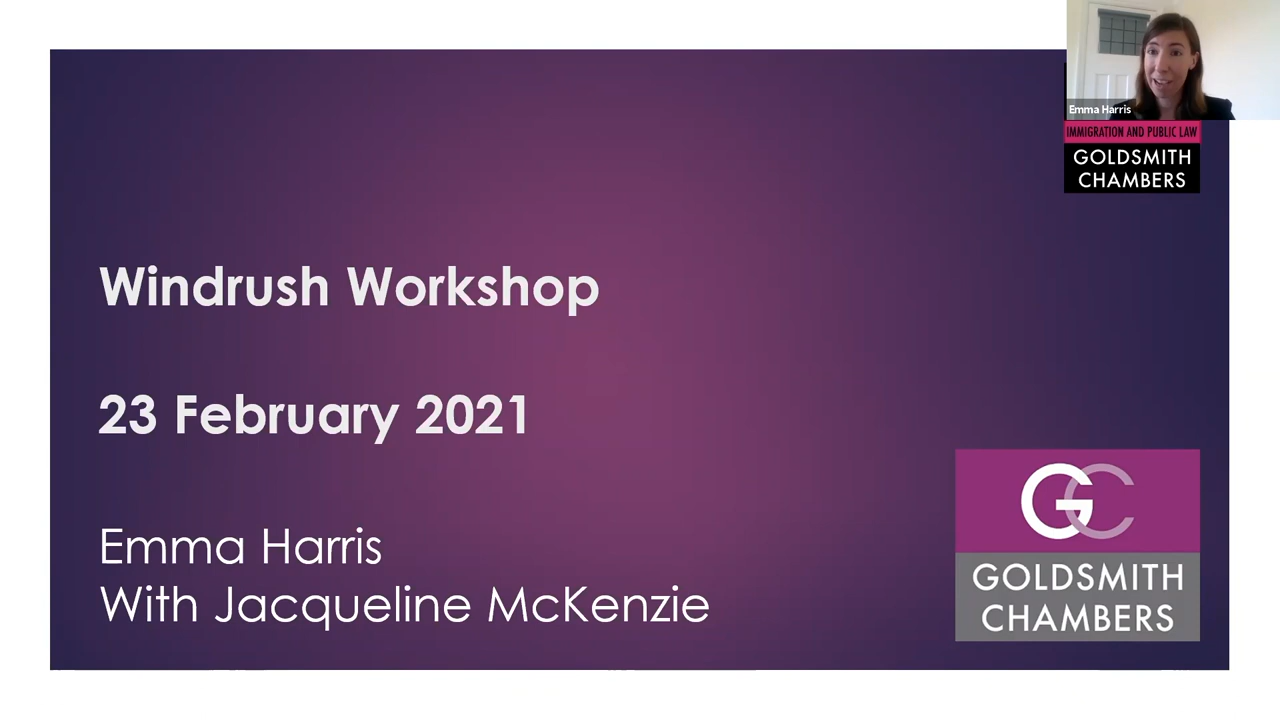 Emma Harris
IMMIGRATION AND PUBLIC LAW
GOLDSMITH
CHAMBERS
Windrush Workshop
23 February 2021
Emma Harris
With Jacqueline McKenzie
GC
GOLDSMITH
CHAMBERS